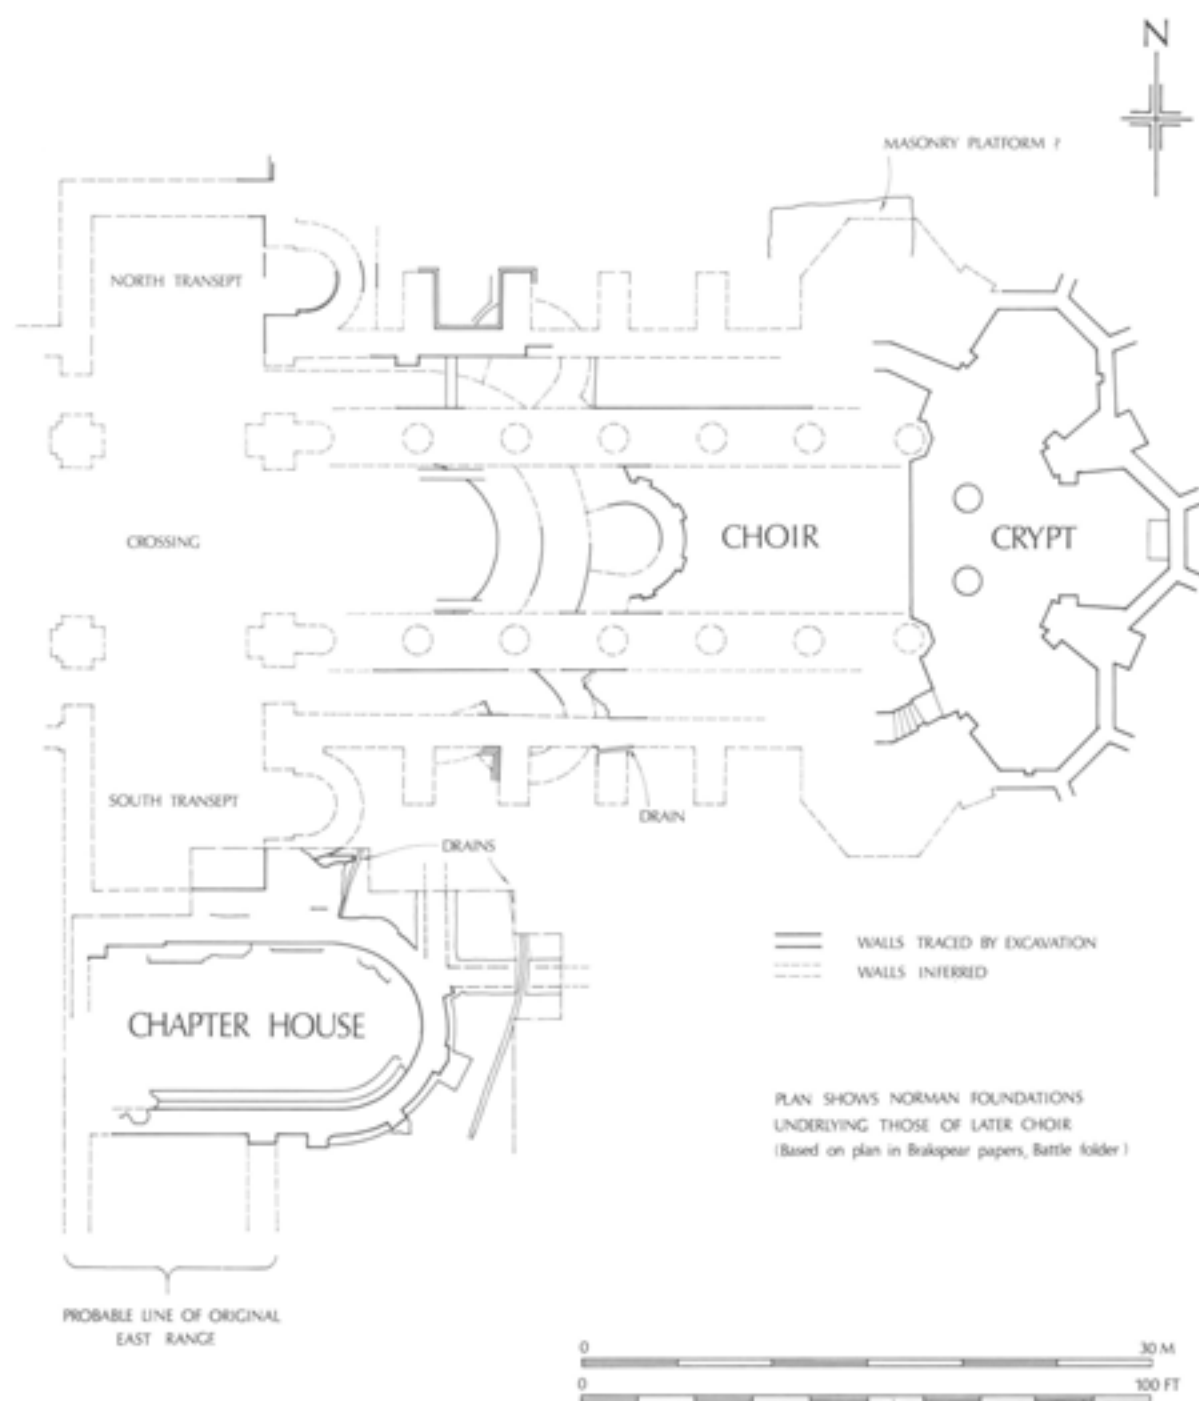 N
MASONRY PLATFORM ?
NORTH TRANSEPT
CROSSING
CHOIR
CRYPT
SOUTH TRANSEPT
DRAIN
DRAINS
WALLS TRACED BY EXCAVATION
WALLS INFERRED
CHAPTER HOUSE
PLAN SHOWS NORMAN FOUNDATIONS
UNDERLYING THOSE OF LATER CHOIR
(Based on plan in Brakspear papers, Battle folder)
PROBABLE LINE OF ORIGINAL
EAST RANGE
0 30 M
0 100 FT